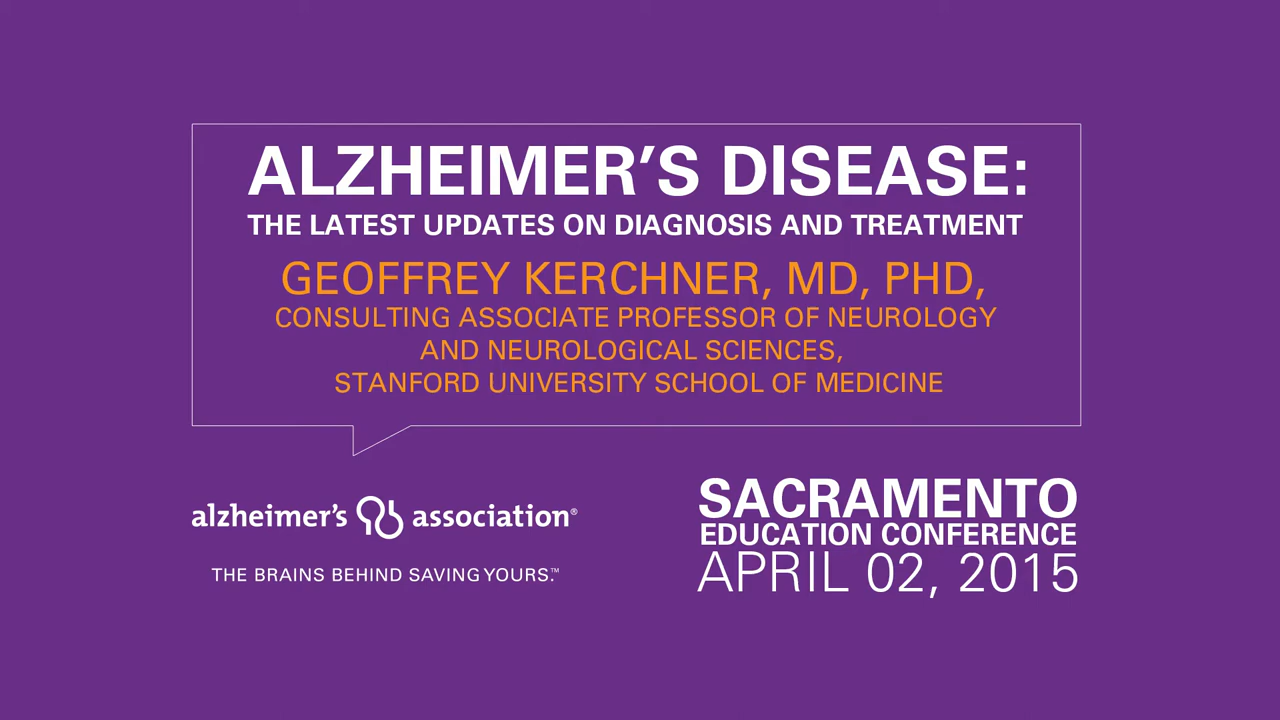 ALZHEIMER'S DISEASE:
THE LATEST UPDATES ON DIAGNOSIS AND TREATMENT
GEOFFREY KERCHNER, MD, PHD,
CONSULTING ASSOCIATE PROFESSOR OF NEUROLOGY
AND NEUROLOGICAL SCIENCES,
STANFORD UNIVERSITY SCHOOL OF MEDICINE
alzheimer's association®
THE BRAINS BEHIND SAVING YOURS.™
SACRAMENTO
EDUCATION CONFERENCE
APRIL 02, 2015